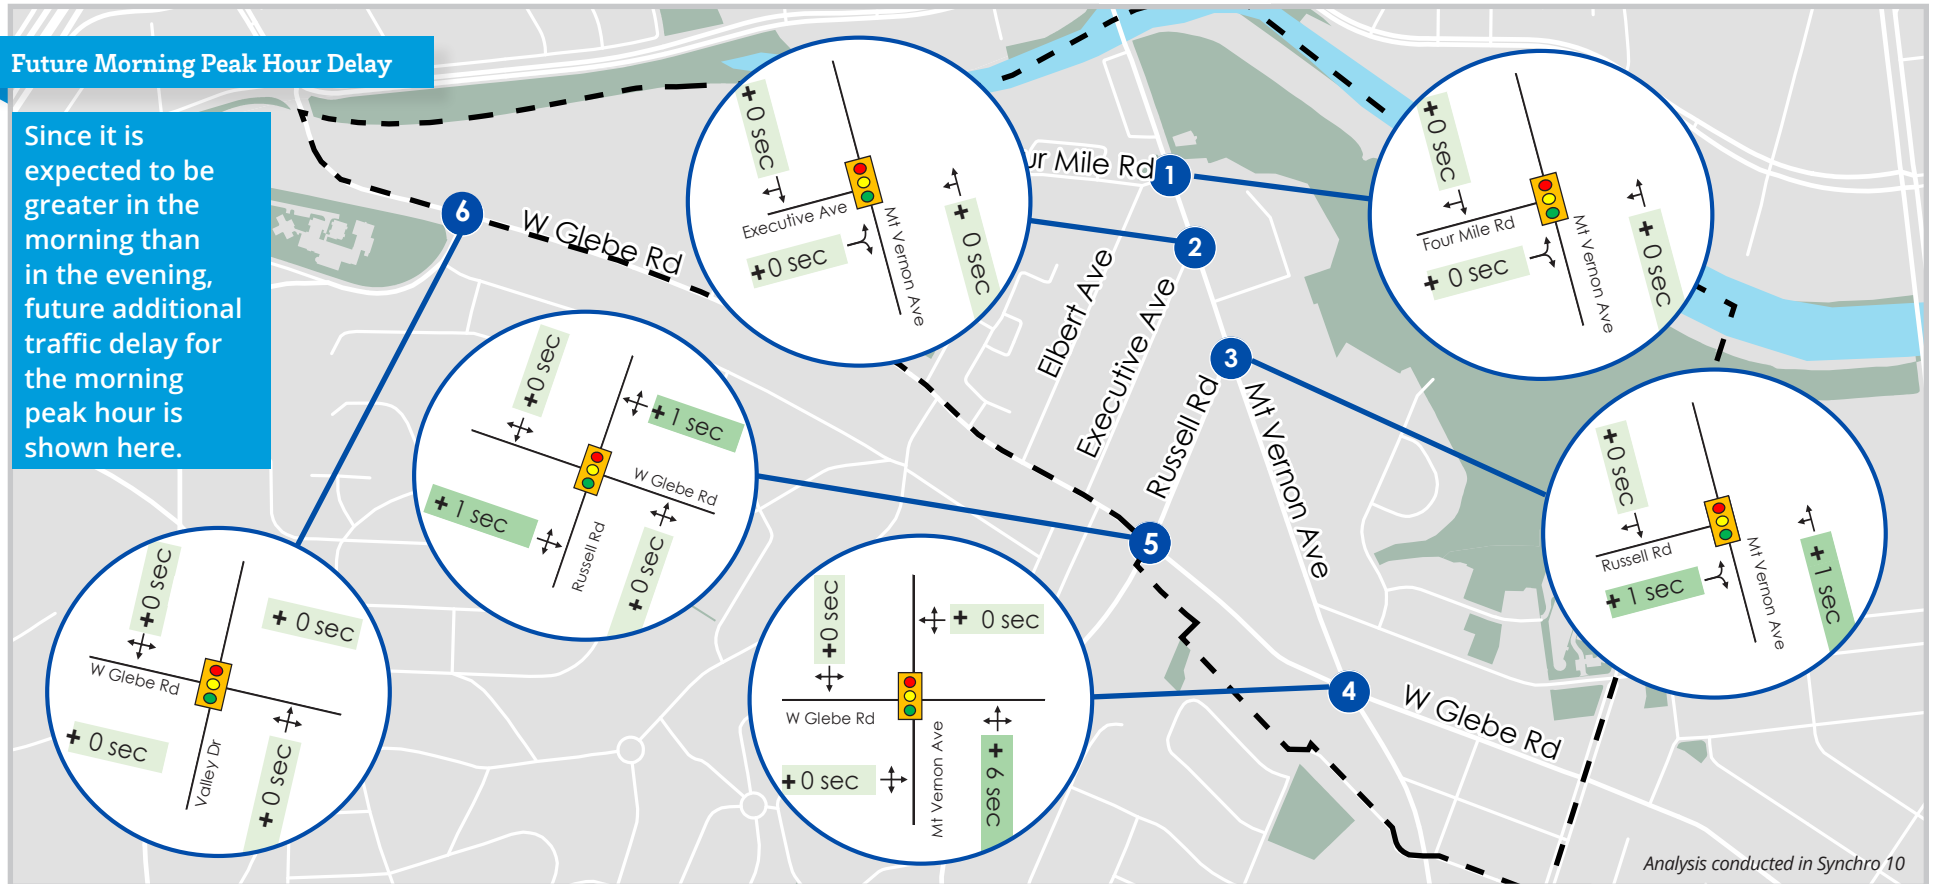 Future Morning Peak Hour Delay
Since it is
expected to be
greater in the
morning than
in the evening,
future additional
traffic delay for
the morning
peak hour is
shown here.
+0 sec
Executive Ave
+0 sec
Mt Vernon Ave
+ 0 sec
ur Mile Rd
1
+0 sec
Four Mile Rd
+ 0 sec
Mt Vernon Ave
+ 0 sec
6
W Glebe Rd
2
Elbert Ave
Executive Ave
3
Russell Rd
Mt Vernon Ave
+0 sec
+ 1 sec
W Glebe Rd
+ 1 sec
Russell Rd
+ 0 sec
5
+0 sec
Russell Rd
+ 1 sec
Mt Vernon Ave
+ 1 sec
+0 sec
+ 0 sec
W Glebe Rd
+ 0 sec
Valley Dr
+ 0 sec
+0 sec
+ 0 sec
W Glebe Rd
+0 sec
Mt Vernon Ave
+ 6 sec
4
W Glebe Rd
Analysis conducted in Synchro 10